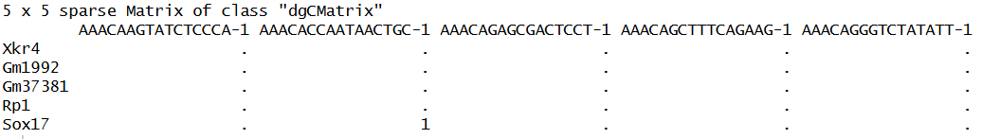 5 x 5 sparse Matrix of class "dgCMatrix"
AAACAAGTATCTCCCA-1 AAACACCAATAACTGC-1 AAACAGAGCGACTCCT-1 AAACAGCTTTCAGAAG-1 AAACAGGGTCTATATT-1
Xkr4 . . . . .
Gm1992 . . . . .
Gm37381 . . . . .
Rp1 . . . . .
Sox17 . 1 . . .